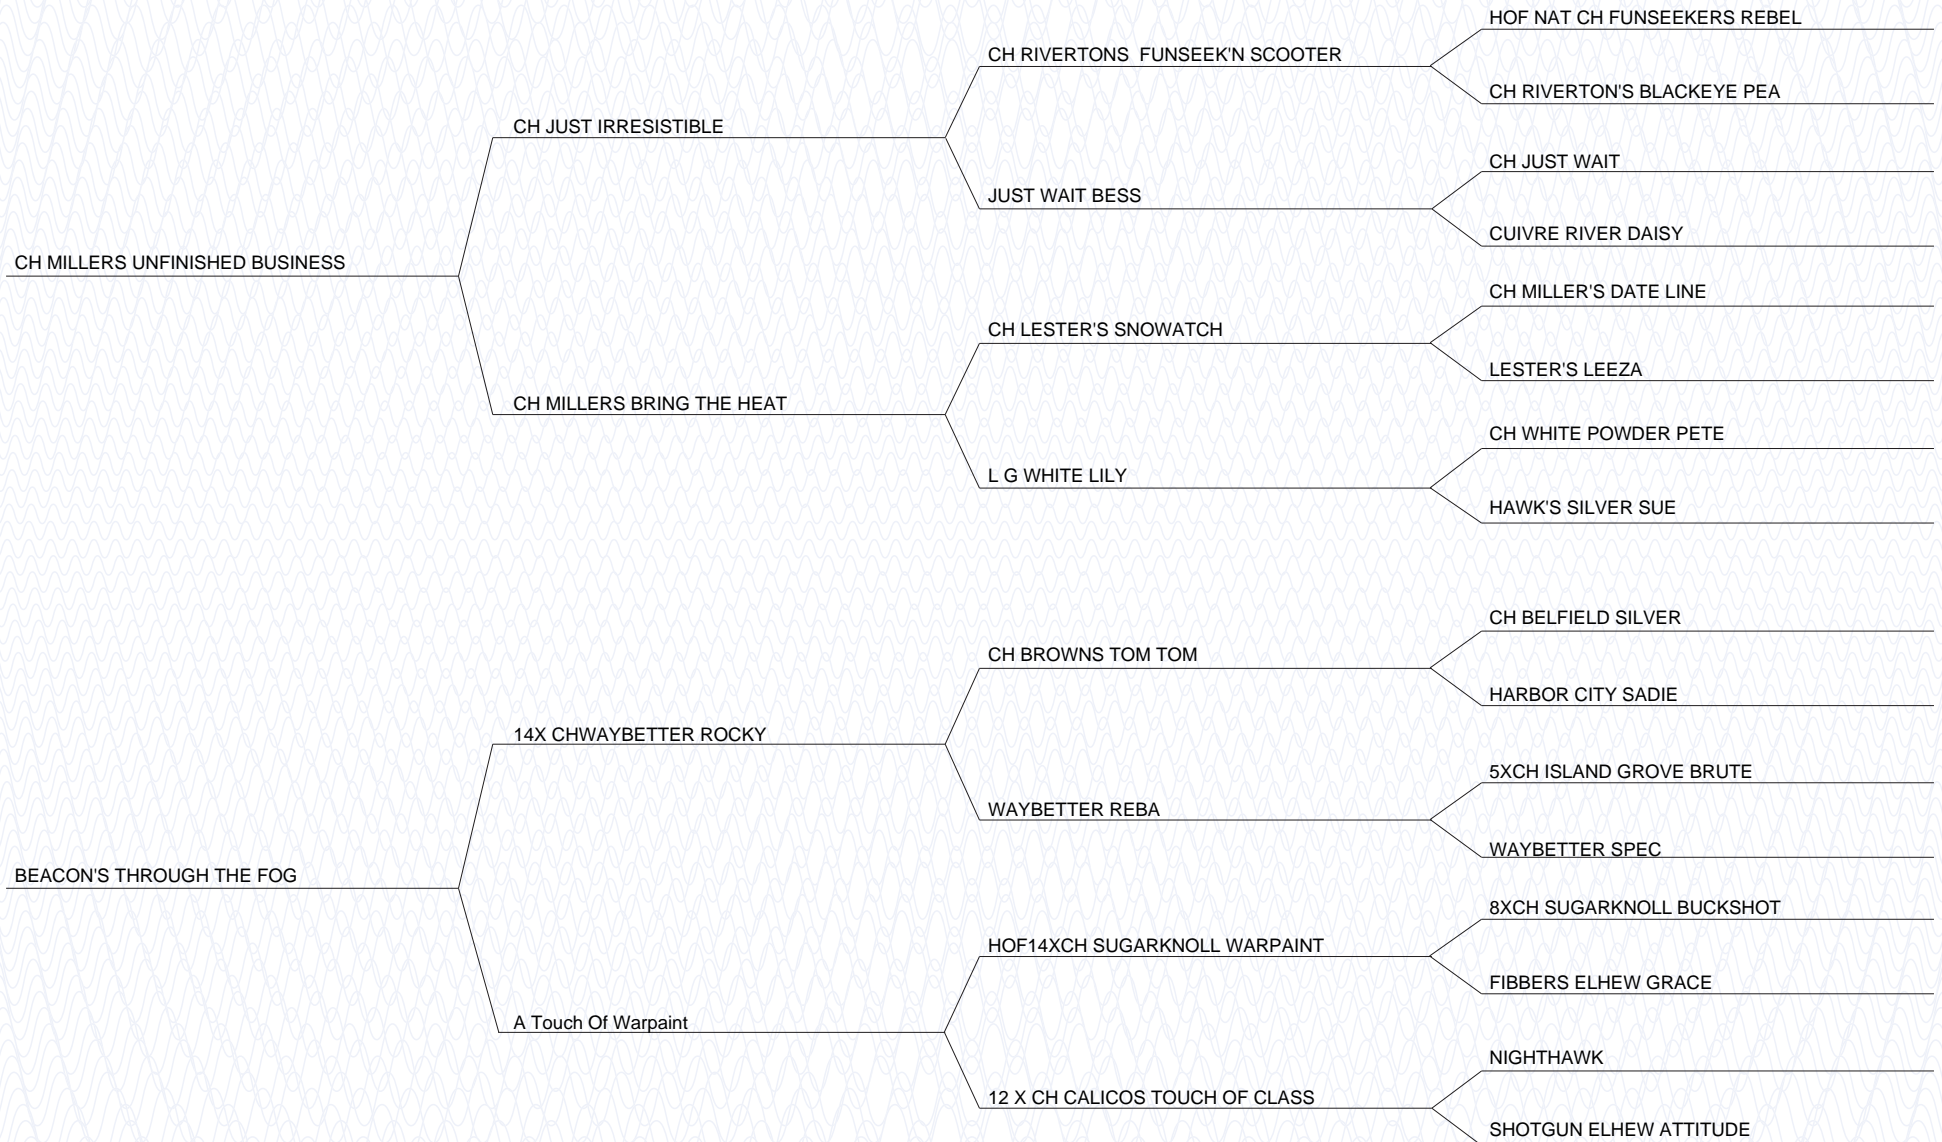 HOF NAT CH FUNSEEKERS REBEL
CH RIVERTONS  FUNSEEK'N SCOOTER
CH RIVERTON'S BLACKEYE PEA
CH JUST IRRESISTIBLE
CH JUST WAIT
JUST WAIT BESS
CUIVRE RIVER DAISY
CH MILLERS UNFINISHED BUSINESS
CH MILLER'S DATE LINE
CH LESTER'S SNOWATCH
LESTER'S LEEZA
CH MILLERS BRING THE HEAT
CH WHITE POWDER PETE
L G WHITE LILY
HAWK'S SILVER SUE
CH BELFIELD SILVER
CH BROWNS TOM TOM
HARBOR CITY SADIE
14X CHWAYBETTER ROCKY
5XCH ISLAND GROVE BRUTE
WAYBETTER REBA
WAYBETTER SPEC
BEACON'S THROUGH THE FOG
8XCH SUGARKNOLL BUCKSHOT
HOF14XCH SUGARKNOLL WARPAINT
FIBBERS ELHEW GRACE
A Touch Of Warpaint
NIGHTHAWK
12 X CH CALICOS TOUCH OF CLASS
SHOTGUN ELHEW ATTITUDE